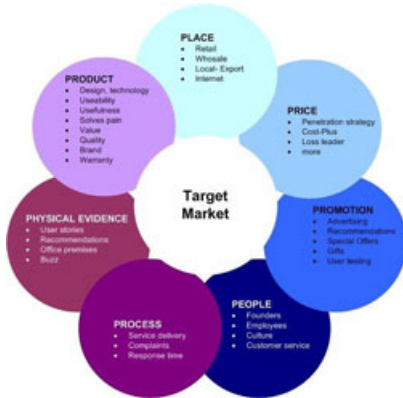 PLACE
Retail
Whosale
Local- Export
Internet
PRICE
Penetration strategy
Cost-Plus
Loss leader
more
PROMOTION
Advertising
Recommendations
Special Offers
Gifts
User testing
PEOPLE
Founders
Employees
Culture
Customer service
PROCESS
Service delivery
Complaints
Response time
PHYSICAL EVIDENCE
User stories
Recommendations
Office premises
Buzz
PRODUCT
Design, technology
Useability
Usefulness
Solves pain
Value
Quality
Brand
Warranty
Target
Market